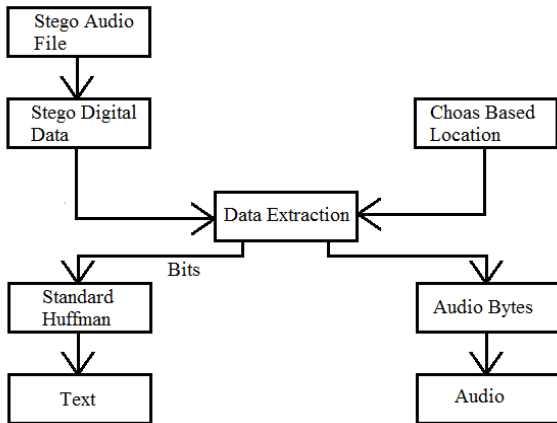 Stego Audio
File
Stego Digital
Data
Choas Based
Location
Data Extraction
Bits
Standard
Huffman
Audio Bytes
Text
Audio